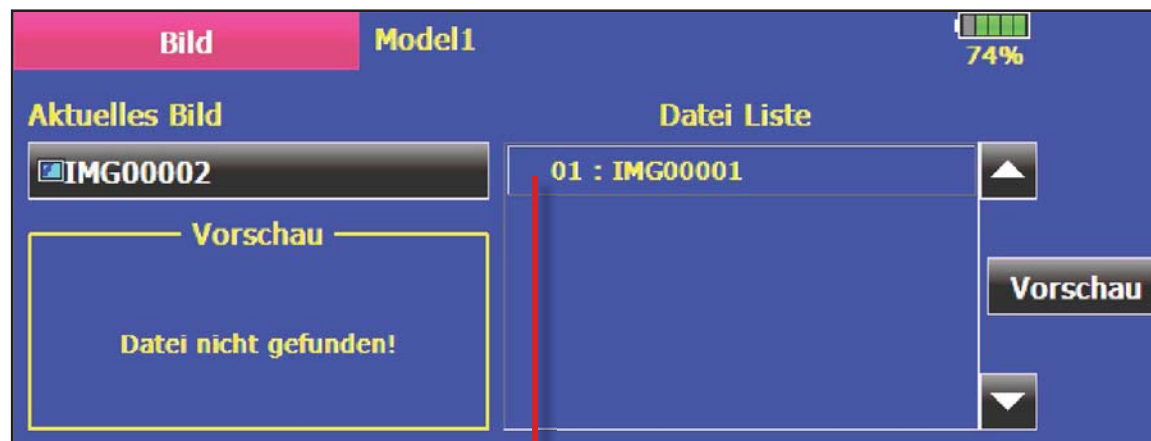 Bild
Model1
74%
Aktuelles Bild
Datei Liste
IMG00002
01 : IMG00001
Vorschau
Vorschau
Datei nicht gefunden!